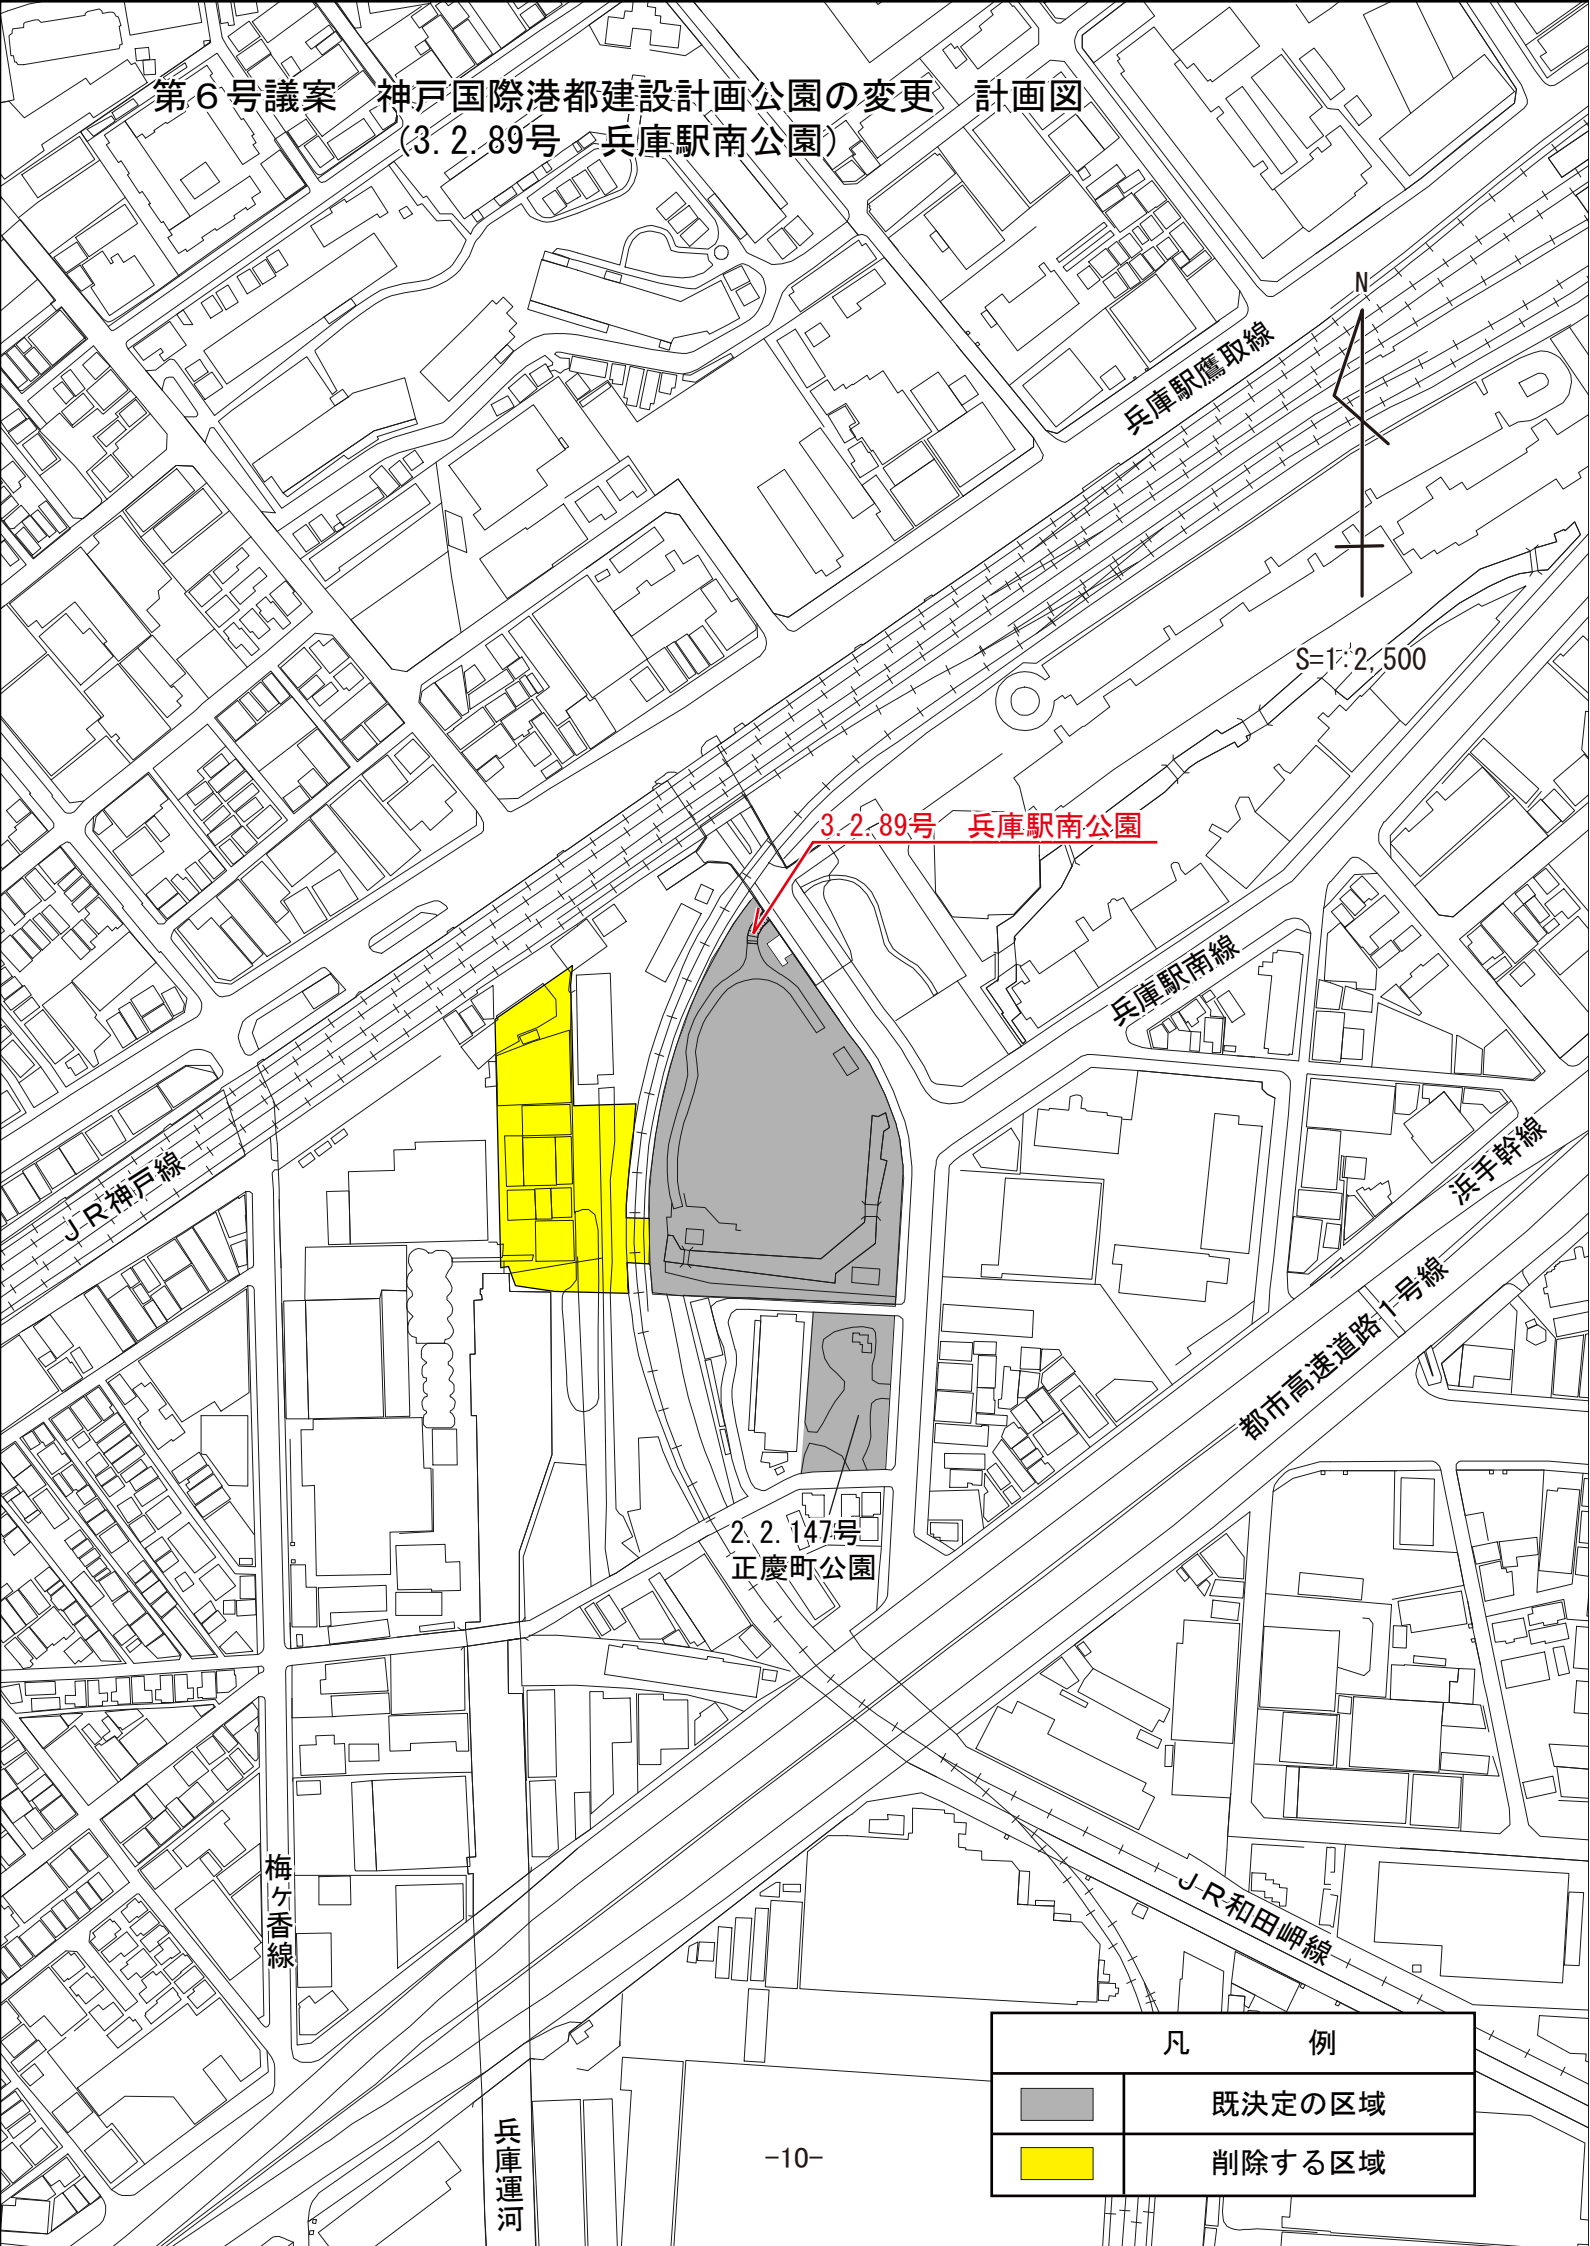 第6号議案　神戸国際港都建設計画公園の変更　計画図
(3.2.89号　兵庫駅南公園)
N
兵庫駅鷹取線
S=1:2,500
3.2.89号　兵庫駅南公園
兵庫駅南線
浜手幹線
JR神戸線
都市高速道路1号線
2.2.147号
正慶町公園
梅ケ香線
JR和田岬線
兵庫運河
凡　例
既決定の区域
削除する区域
-10-